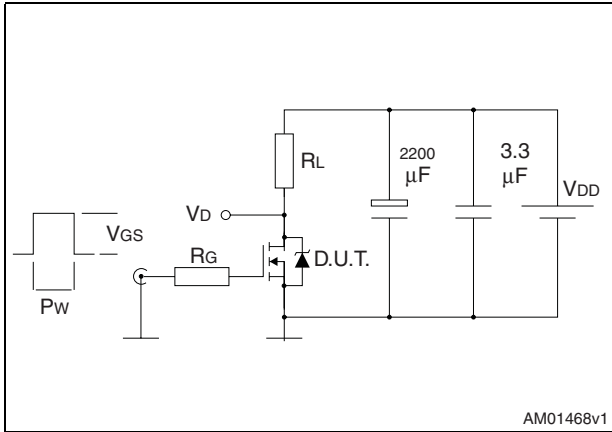 RL
2200
μF
3.3
μF
VDD
VD
VGS
RG
D.U.T.
PW
AM01468v1